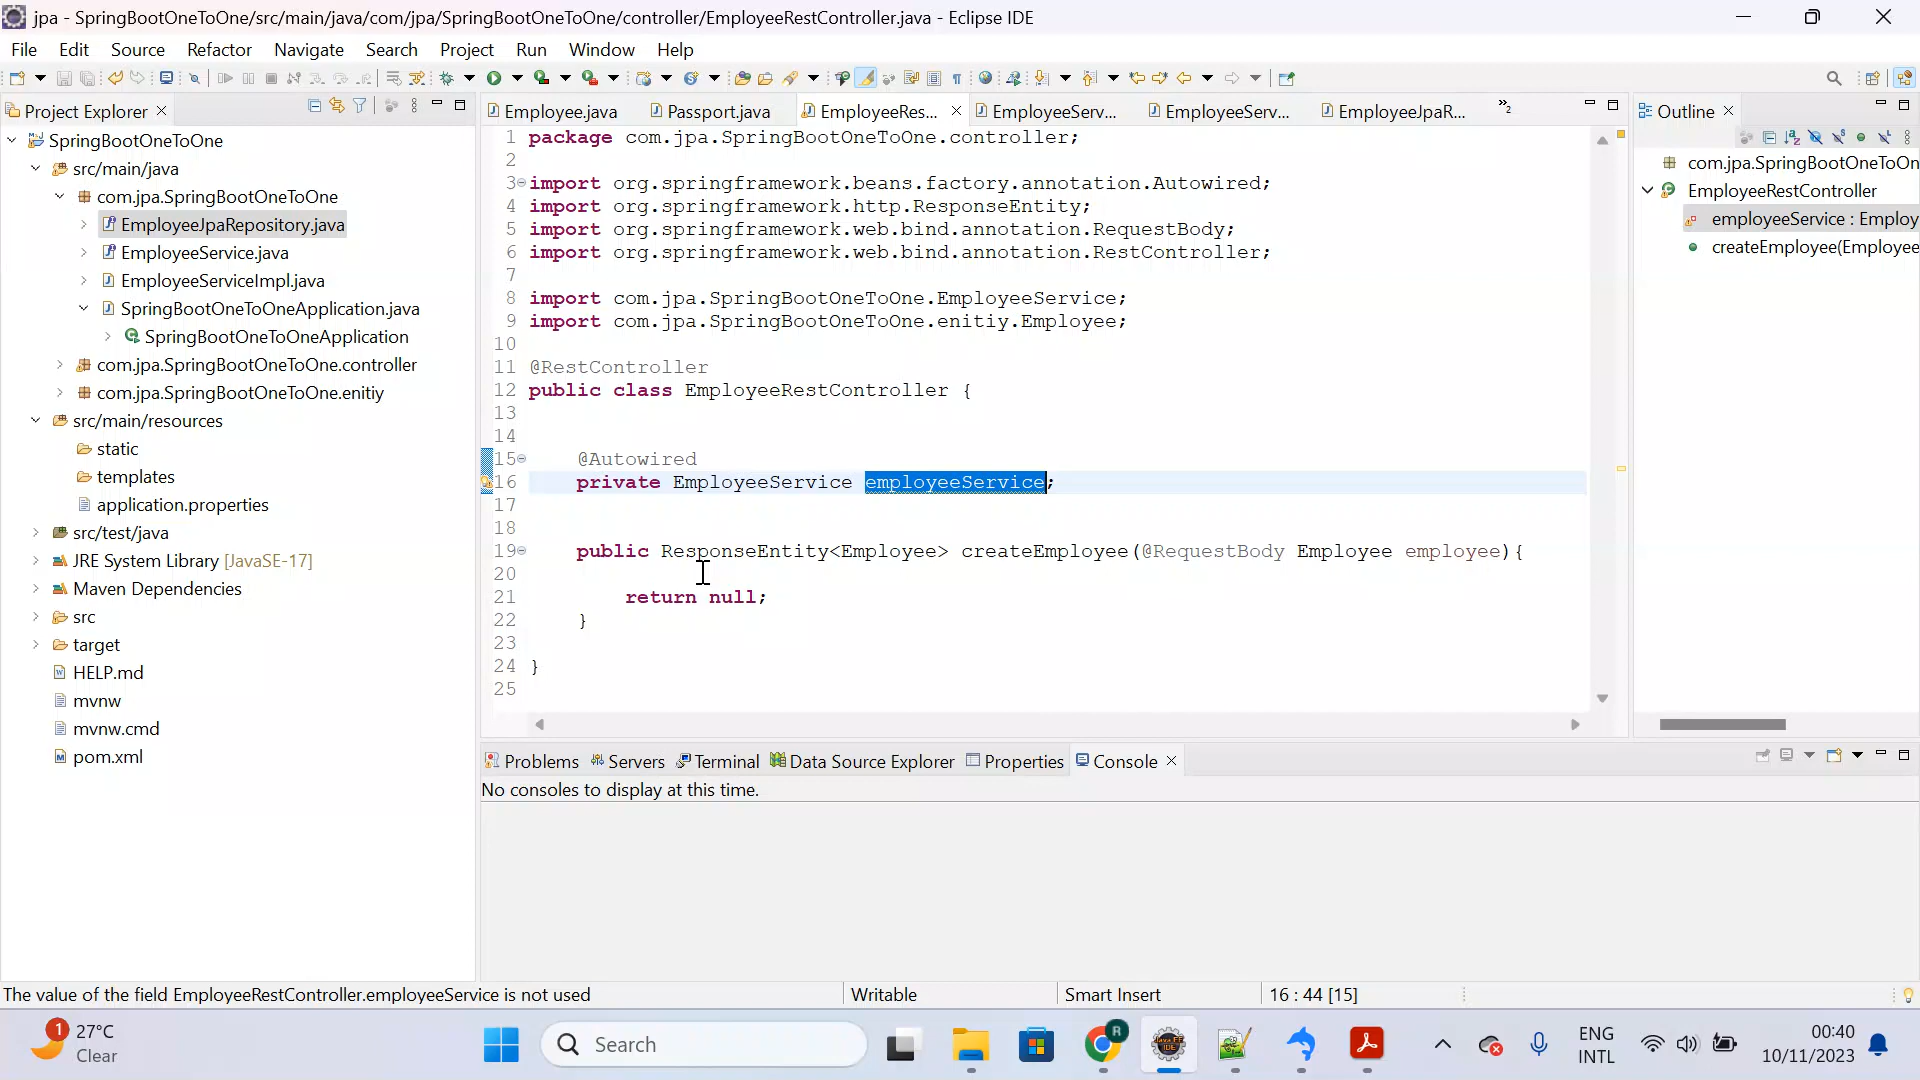 jpa - SpringBootOneToOne/src/main/java/com/jpa/SpringBootOneToOne/controller/EmployeeRestController.java - Eclipse IDE
File Edit Source Refactor Navigate Search Project Run Window Help
Project Explorer
SpringBootOneToOne
src/main/java
com.jpa.SpringBootOneToOne
EmployeeJpaRepository.java
EmployeeService.java
EmployeeServiceImpl.java
SpringBootOneToOneApplication.java
SpringBootOneToOneApplication
com.jpa.SpringBootOneToOne.controller
com.jpa.SpringBootOneToOne.enitiy
src/main/resources
static
templates
application.properties
src/test/java
JRE System Library [JavaSE-17]
Maven Dependencies
src
target
HELP.md
mvnw
mvnw.cmd
pom.xml
Employee.java Passport.java EmployeeRes... EmployeeServ... EmployeeServ... EmployeeJpaR... »2
1 package com.jpa.SpringBootOneToOne.controller;
2
3 import org.springframework.beans.factory.annotation.Autowired;
4 import org.springframework.http.ResponseEntity;
5 import org.springframework.web.bind.annotation.RequestBody;
6 import org.springframework.web.bind.annotation.RestController;
7
8 import com.jpa.SpringBootOneToOne.EmployeeService;
9 import com.jpa.SpringBootOneToOne.enitiy.Employee;
10
11 @RestController
12 public class EmployeeRestController {
13
14
15 @Autowired
16 private EmployeeService employeeService;
17
18
19 public ResponseEntity<Employee> createEmployee(@RequestBody Employee employee){
20
21 return null;
22 }
23
24 }
25
Outline
com.jpa.SpringBootOneToOn
EmployeeRestController
employeeService : Employ
createEmployee(Employee
Problems Servers Terminal Data Source Explorer Properties Console
No consoles to display at this time.
The value of the field EmployeeRestController.employeeService is not used Writable Smart Insert 16 : 44 [15]
1
27°C
Clear
Search
R
ENG
INTL
00:40
10/11/2023